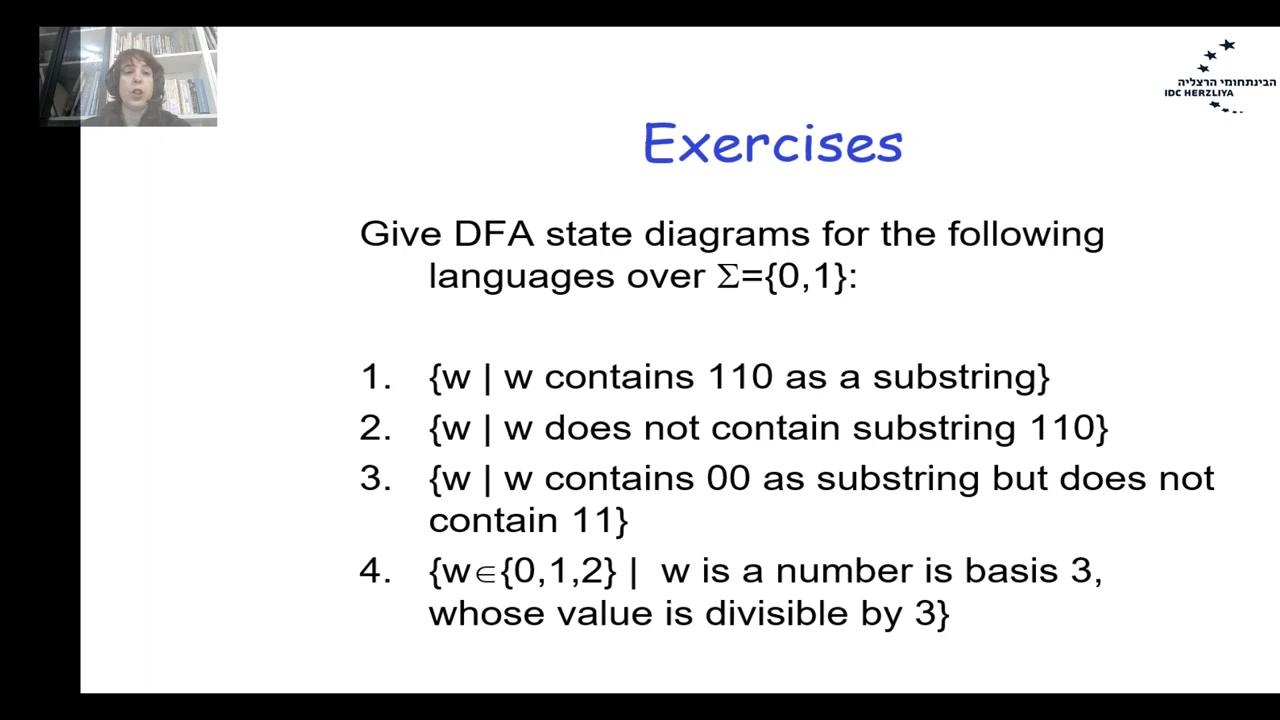 הבינתחומי הרצליה
IDC HERZLIYA
Exercises
Give DFA state diagrams for the following
languages over Σ={0,1}:
1. {w | w contains 110 as a substring}
2. {w | w does not contain substring 110}
3. {w | w contains 00 as substring but does not
contain 11}
4. {w∈{0,1,2} | w is a number is basis 3,
whose value is divisible by 3}